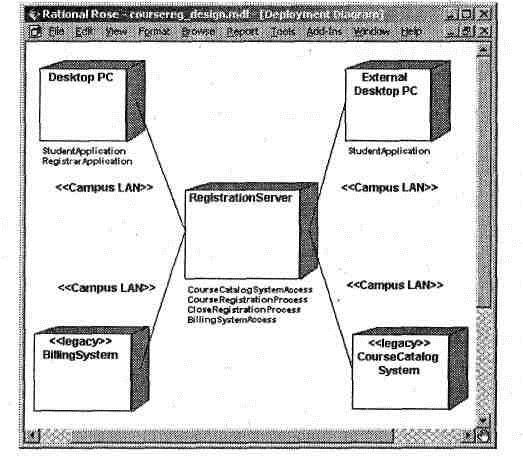 Rational Rose - coursereg_design.mdl - [Deployment Diagram]
File Edit View Format Browse Report Tools Add-Ins Window Help
Desktop PC
StudentApplication
RegistrarApplication
External
Desktop PC
StudentApplication
<<Campus LAN>>
<<Campus LAN>>
RegistrationServer
CourseCatalogSystemAccess
CourseRegistrationProcess
CloseRegistrationProcess
BillingSystemAccess
<<Campus LAN>>
<<Campus LAN>>
<<legacy>>
BillingSystem
<<legacy>>
CourseCatalog
System